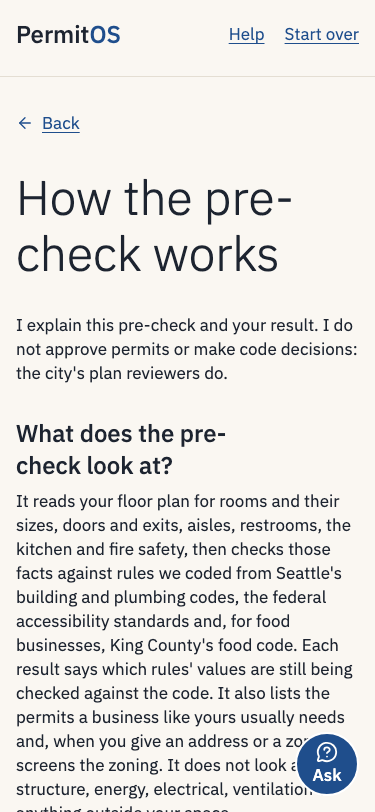 PermitOS
Help
Start over
Back
How the pre-
check works
I explain this pre-check and your result. I do
not approve permits or make code decisions:
the city's plan reviewers do.
What does the pre-
check look at?
It reads your floor plan for rooms and their
sizes, doors and exits, aisles, restrooms, the
kitchen and fire safety, then checks those
facts against rules we coded from Seattle's
building and plumbing codes, the federal
accessibility standards and, for food
businesses, King County's food code. Each
result says which rules' values are still being
checked against the code. It also lists the
permits a business like yours usually needs
and, when you give an address or a
screens the zoning. It does not look
structure, energy, electrical, ventilation
anything outside your space.
Ask